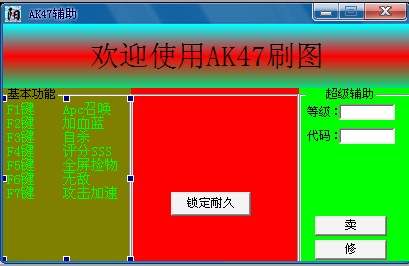 阳 AK47辅助
欢迎使用AK47刷图
基本功能
F1键 Apc召唤
F2键 加血蓝
F3键 自杀
F4键 评分SSS
F5键 全屏捡物
F6键 无敌
F7键 攻击加速
锁定耐久
超级辅助
等级:
代码:
卖
修